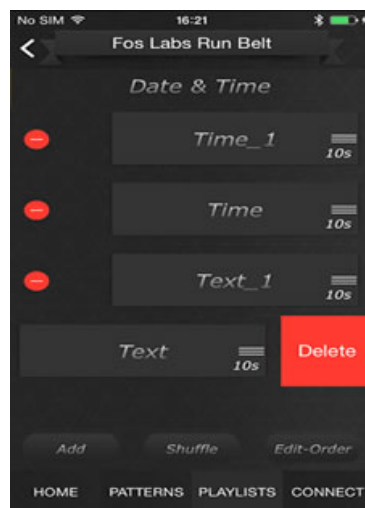 No SIM 16:21
Fos Labs Run Belt
Date & Time
Time_1
10s
Time
10s
Text_1
10s
Text
10s
Delete
Add Shuffle Edit-Order
HOME PATTERNS PLAYLISTS CONNECT